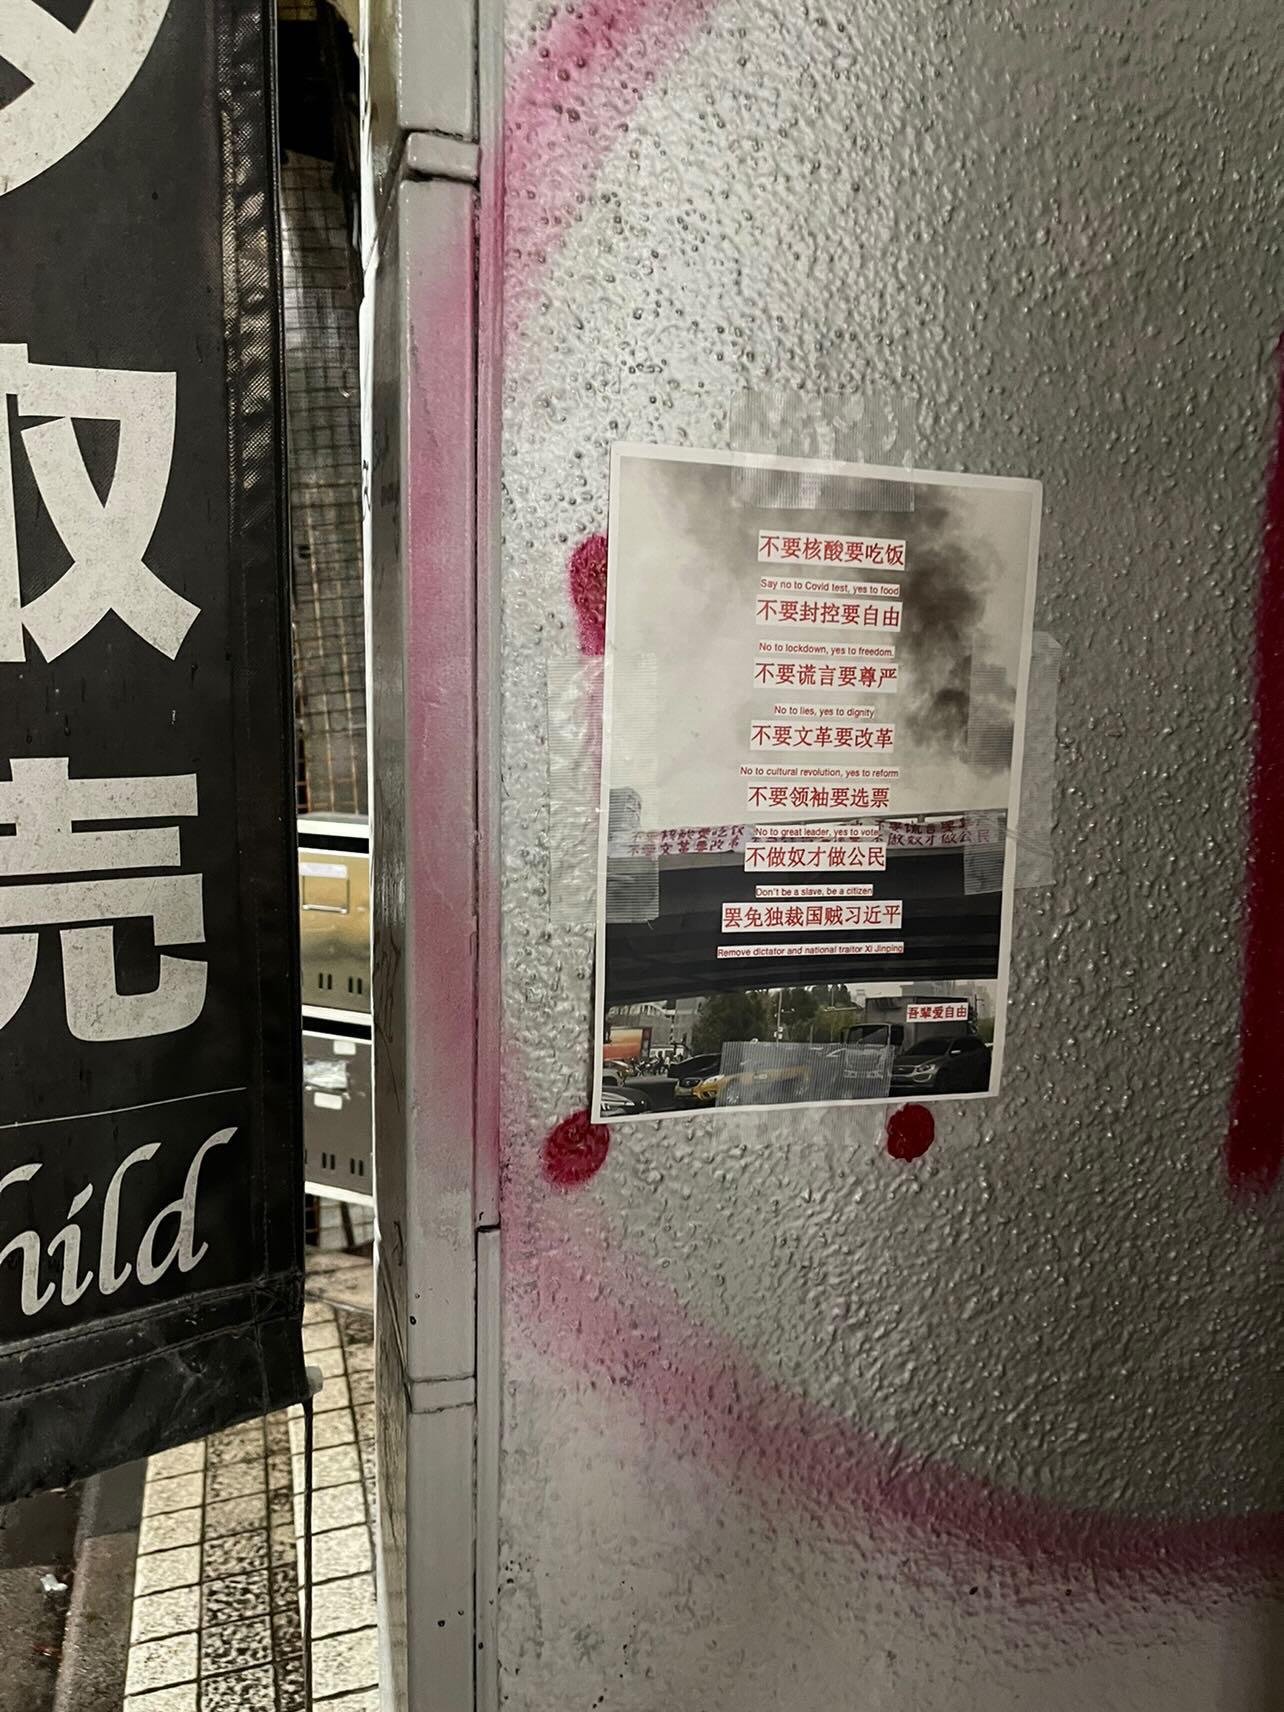 取
売
hild
不要核酸要吃饭
Say no to Covid test, yes to food
不要封控要自由
No to lockdown, yes to freedom.
不要谎言要尊严
No to lies, yes to dignity
不要文革要改革
No to cultural revolution, yes to reform
不要领袖要选票
No to great leader, yes to vote
不做奴才做公民
Don't be a slave, be a citizen
罢免独裁国贼习近平
Remove dictator and national traitor Xi Jinping
吾辈爱自由